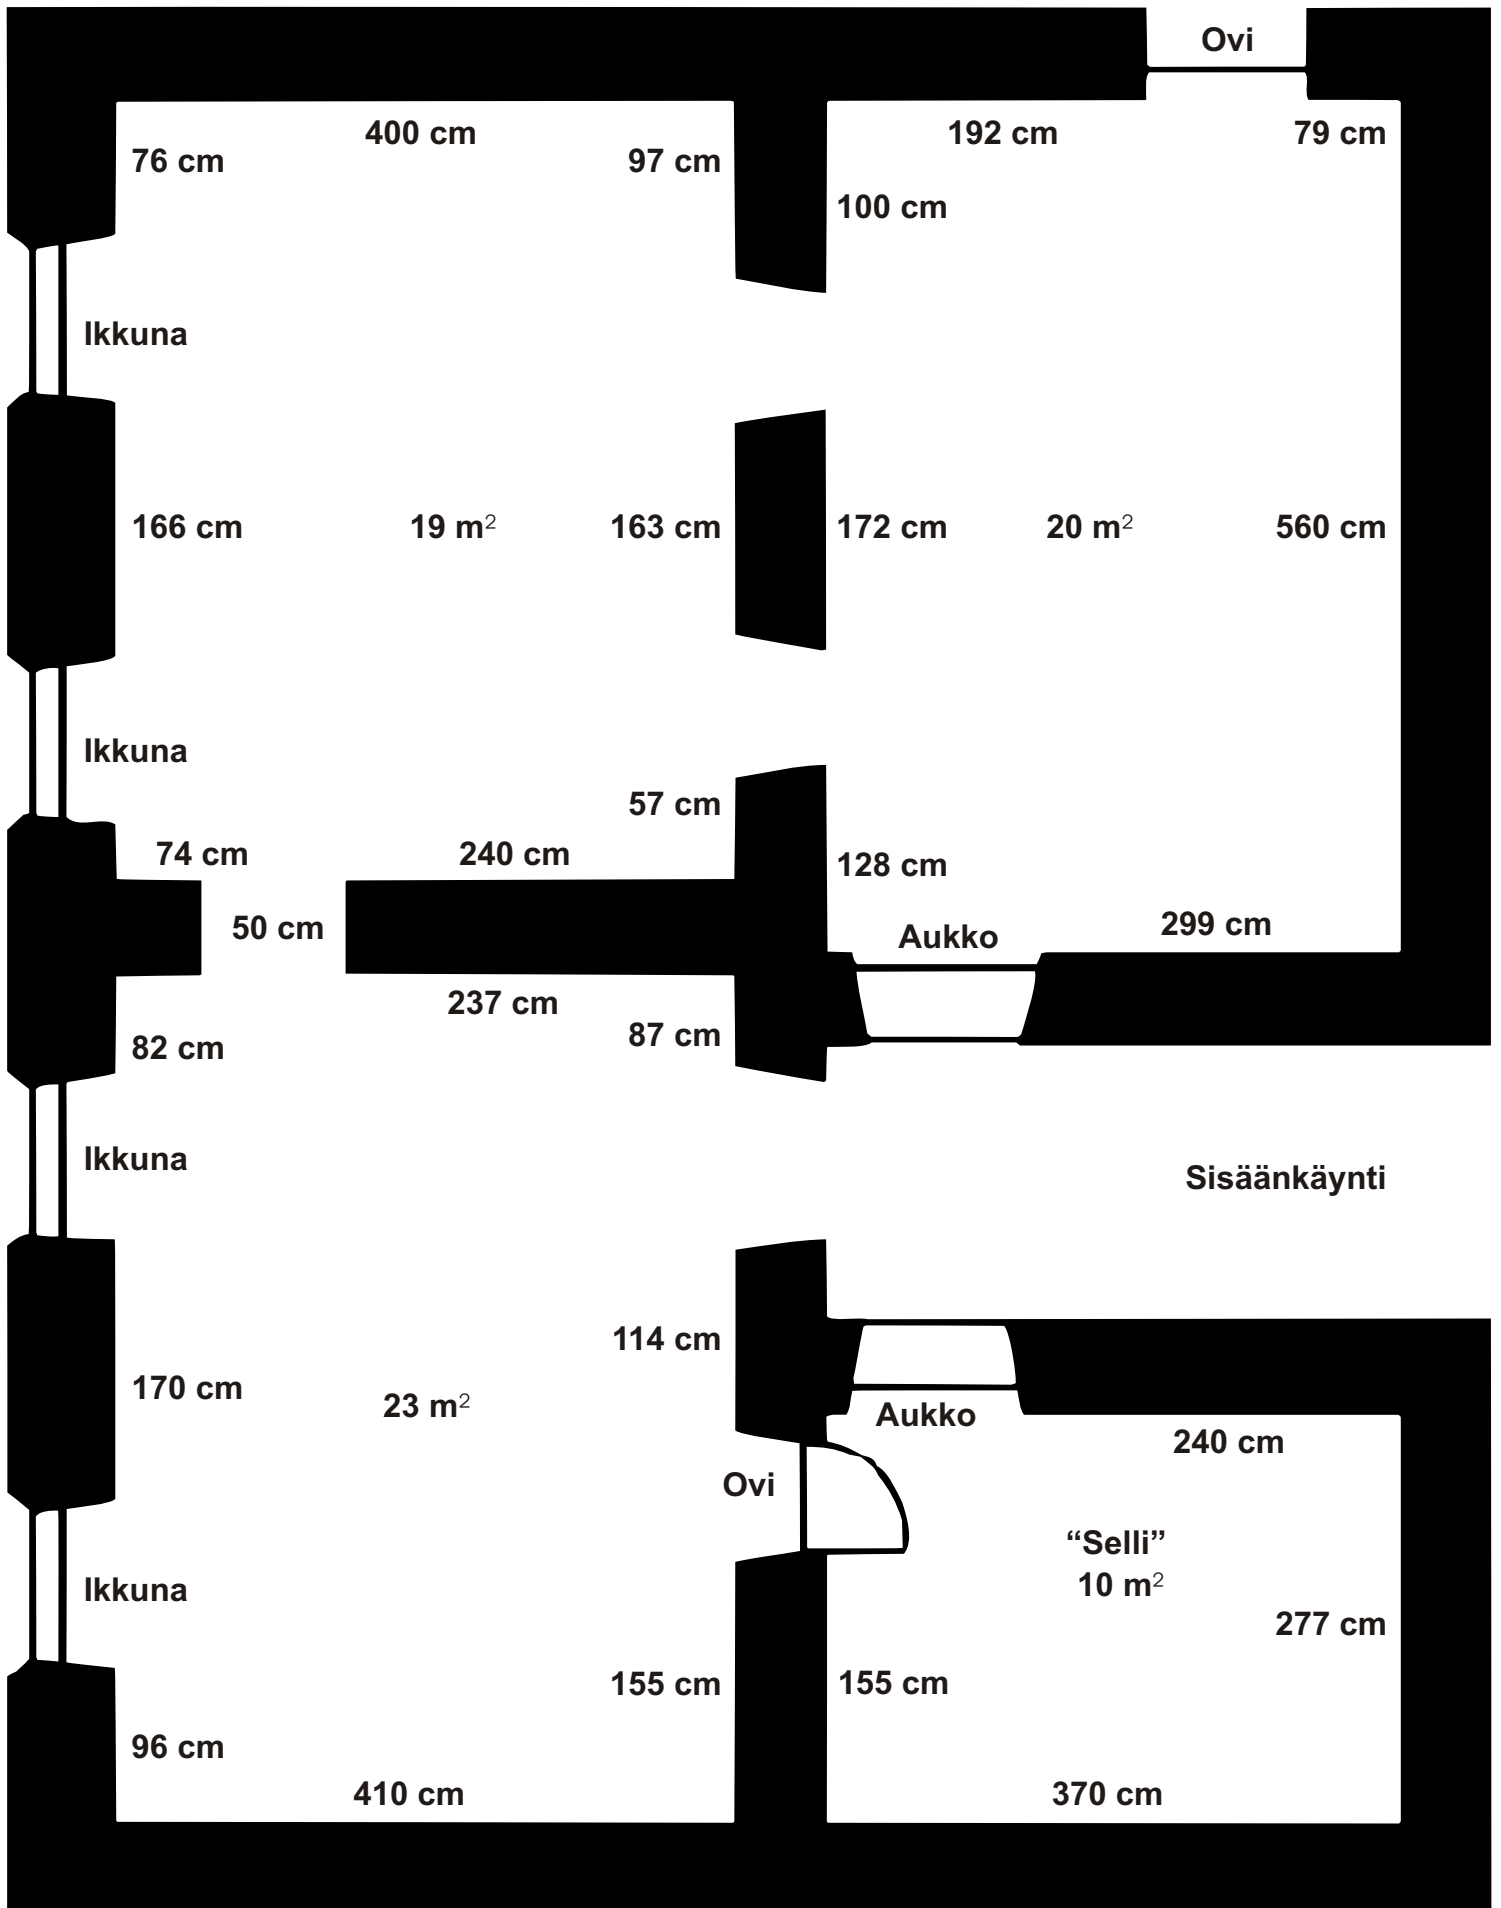 Ovi
400 cm
192 cm
79 cm
76 cm
97 cm
100 cm
Ikkuna
166 cm
19 m²
163 cm
172 cm
20 m²
560 cm
Ikkuna
57 cm
74 cm
240 cm
128 cm
50 cm
Aukko
299 cm
237 cm
82 cm
87 cm
Ikkuna
Sisäänkäynti
114 cm
170 cm
23 m²
Aukko
240 cm
Ovi
“Selli”
10 m²
Ikkuna
277 cm
155 cm
155 cm
96 cm
410 cm
370 cm